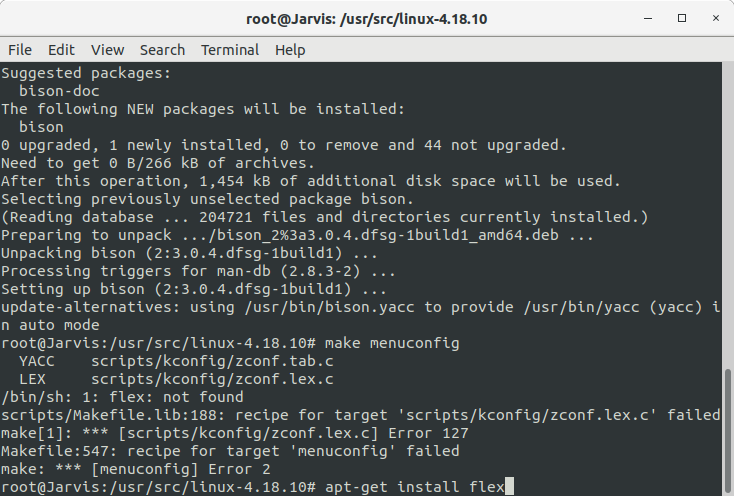 root@Jarvis: /usr/src/linux-4.18.10
File Edit View Search Terminal Help
Suggested packages:
  bison-doc
The following NEW packages will be installed:
  bison
0 upgraded, 1 newly installed, 0 to remove and 44 not upgraded.
Need to get 0 B/266 kB of archives.
After this operation, 1,454 kB of additional disk space will be used.
Selecting previously unselected package bison.
(Reading database ... 204721 files and directories currently installed.)
Preparing to unpack .../bison_2%3a3.0.4.dfsg-1build1_amd64.deb ...
Unpacking bison (2:3.0.4.dfsg-1build1) ...
Processing triggers for man-db (2.8.3-2) ...
Setting up bison (2:3.0.4.dfsg-1build1) ...
update-alternatives: using /usr/bin/bison.yacc to provide /usr/bin/yacc (yacc) i
n auto mode
root@Jarvis:/usr/src/linux-4.18.10# make menuconfig
  YACC    scripts/kconfig/zconf.tab.c
  LEX     scripts/kconfig/zconf.lex.c
/bin/sh: 1: flex: not found
scripts/Makefile.lib:188: recipe for target 'scripts/kconfig/zconf.lex.c' failed
make[1]: *** [scripts/kconfig/zconf.lex.c] Error 127
Makefile:547: recipe for target 'menuconfig' failed
make: *** [menuconfig] Error 2
root@Jarvis:/usr/src/linux-4.18.10# apt-get install flex